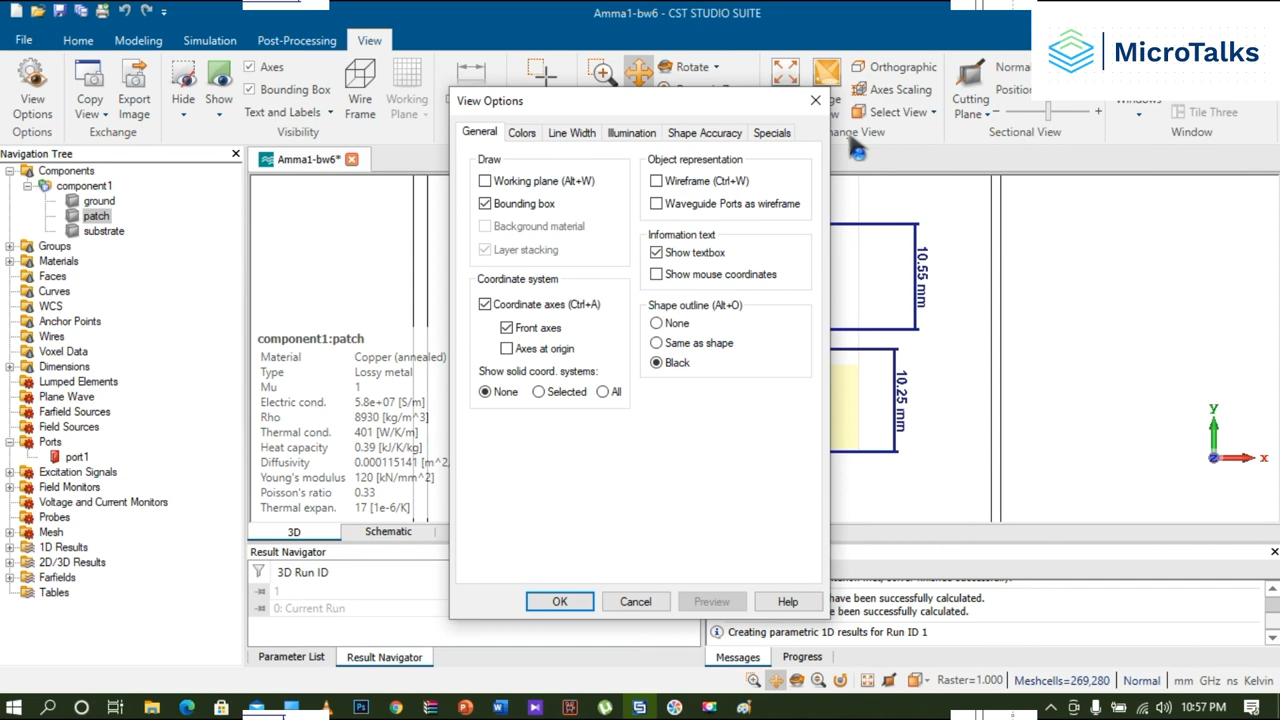 Amma1-bw6 - CST STUDIO SUITE
MicroTalks
File
Home
Modeling
Simulation
Post-Processing
View
View Options
Options
Copy View
Export Image
Exchange
Hide
Show
Axes
Bounding Box
Text and Labels
Visibility
Wire Frame
Working Plane
Rotate
Orthographic
Axes Scaling
Select View
Cutting Plane
Position
Sectional View
Tile Three
Window
View Options
General
Colors
Line Width
Illumination
Shape Accuracy
Specials
Draw
Working plane (Alt+W)
Bounding box
Background material
Layer stacking
Coordinate system
Coordinate axes (Ctrl+A)
Front axes
Axes at origin
Show solid coord. systems:
None
Selected
All
Object representation
Wireframe (Ctrl+W)
Waveguide Ports as wireframe
Information text
Show textbox
Show mouse coordinates
Shape outline (Alt+O)
None
Same as shape
Black
OK
Cancel
Preview
Help
Navigation Tree
Components
component1
ground
patch
substrate
Groups
Materials
Faces
Curves
WCS
Anchor Points
Wires
Voxel Data
Dimensions
Lumped Elements
Plane Wave
Farfield Sources
Field Sources
Ports
port1
Excitation Signals
Field Monitors
Voltage and Current Monitors
Probes
Mesh
1D Results
2D/3D Results
Farfields
Tables
Amma1-bw6*
component1:patch
Material Copper (annealed)
Type Lossy metal
Mu 1
Electric cond. 5.8e+07 [S/m]
Rho 8930 [kg/m^3]
Thermal cond. 401 [W/K/m]
Heat capacity 0.39 [kJ/K/kg]
Diffusivity 0.000115141 [m^2,
Young's modulus 120 [kN/mm^2]
Poisson's ratio 0.33
Thermal expan. 17 [1e-6/K]
10.55 mm
10.25 mm
y
x
3D
Schematic
Result Navigator
3D Run ID
1
0: Current Run
have been successfully calculated.
e been successfully calculated.
Creating parametric 1D results for Run ID 1
Parameter List
Result Navigator
Messages
Progress
Raster=1.000
Meshcells=269,280
Normal
mm GHz ns Kelvin
10:57 PM